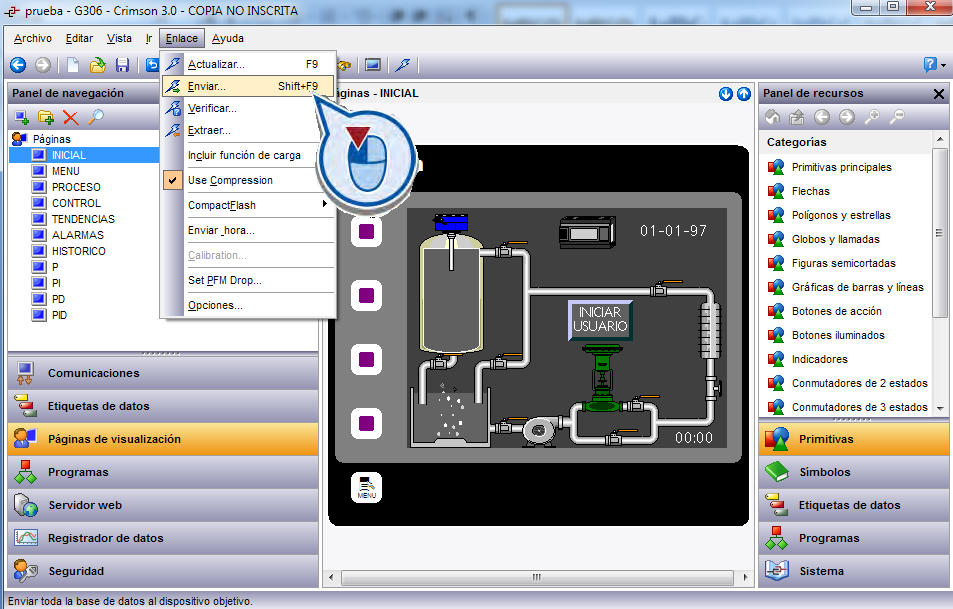 prueba - G306 - Crimson 3.0 - COPIA NO INSCRITA
Archivo Editar Vista Ir Enlace Ayuda
Actualizar... F9
Enviar... Shift+F9
Verificar...
Extraer...
Incluir función de carga
Use Compression
CompactFlash
Enviar _hora...
Calibration...
Set PFM Drop...
Opciones...
Panel de navegación
Páginas
INICIAL
MENU
PROCESO
CONTROL
TENDENCIAS
ALARMAS
HISTORICO
P
PI
PD
PID
Comunicaciones
Etiquetas de datos
Páginas de visualización
Programas
Servidor web
Registrador de datos
Seguridad
áginas - INICIAL
01-01-97
INICIAR
USUARIO
00:00
MENU
Panel de recursos
Categorías
Primitivas principales
Flechas
Polígonos y estrellas
Globos y llamadas
Figuras semicortadas
Gráficas de barras y líneas
Botones de acción
Botones iluminados
Indicadores
Conmutadores de 2 estados
Conmutadores de 3 estados
Primitivas
Símbolos
Etiquetas de datos
Programas
Sistema
Enviar toda la base de datos al dispositivo objetivo.